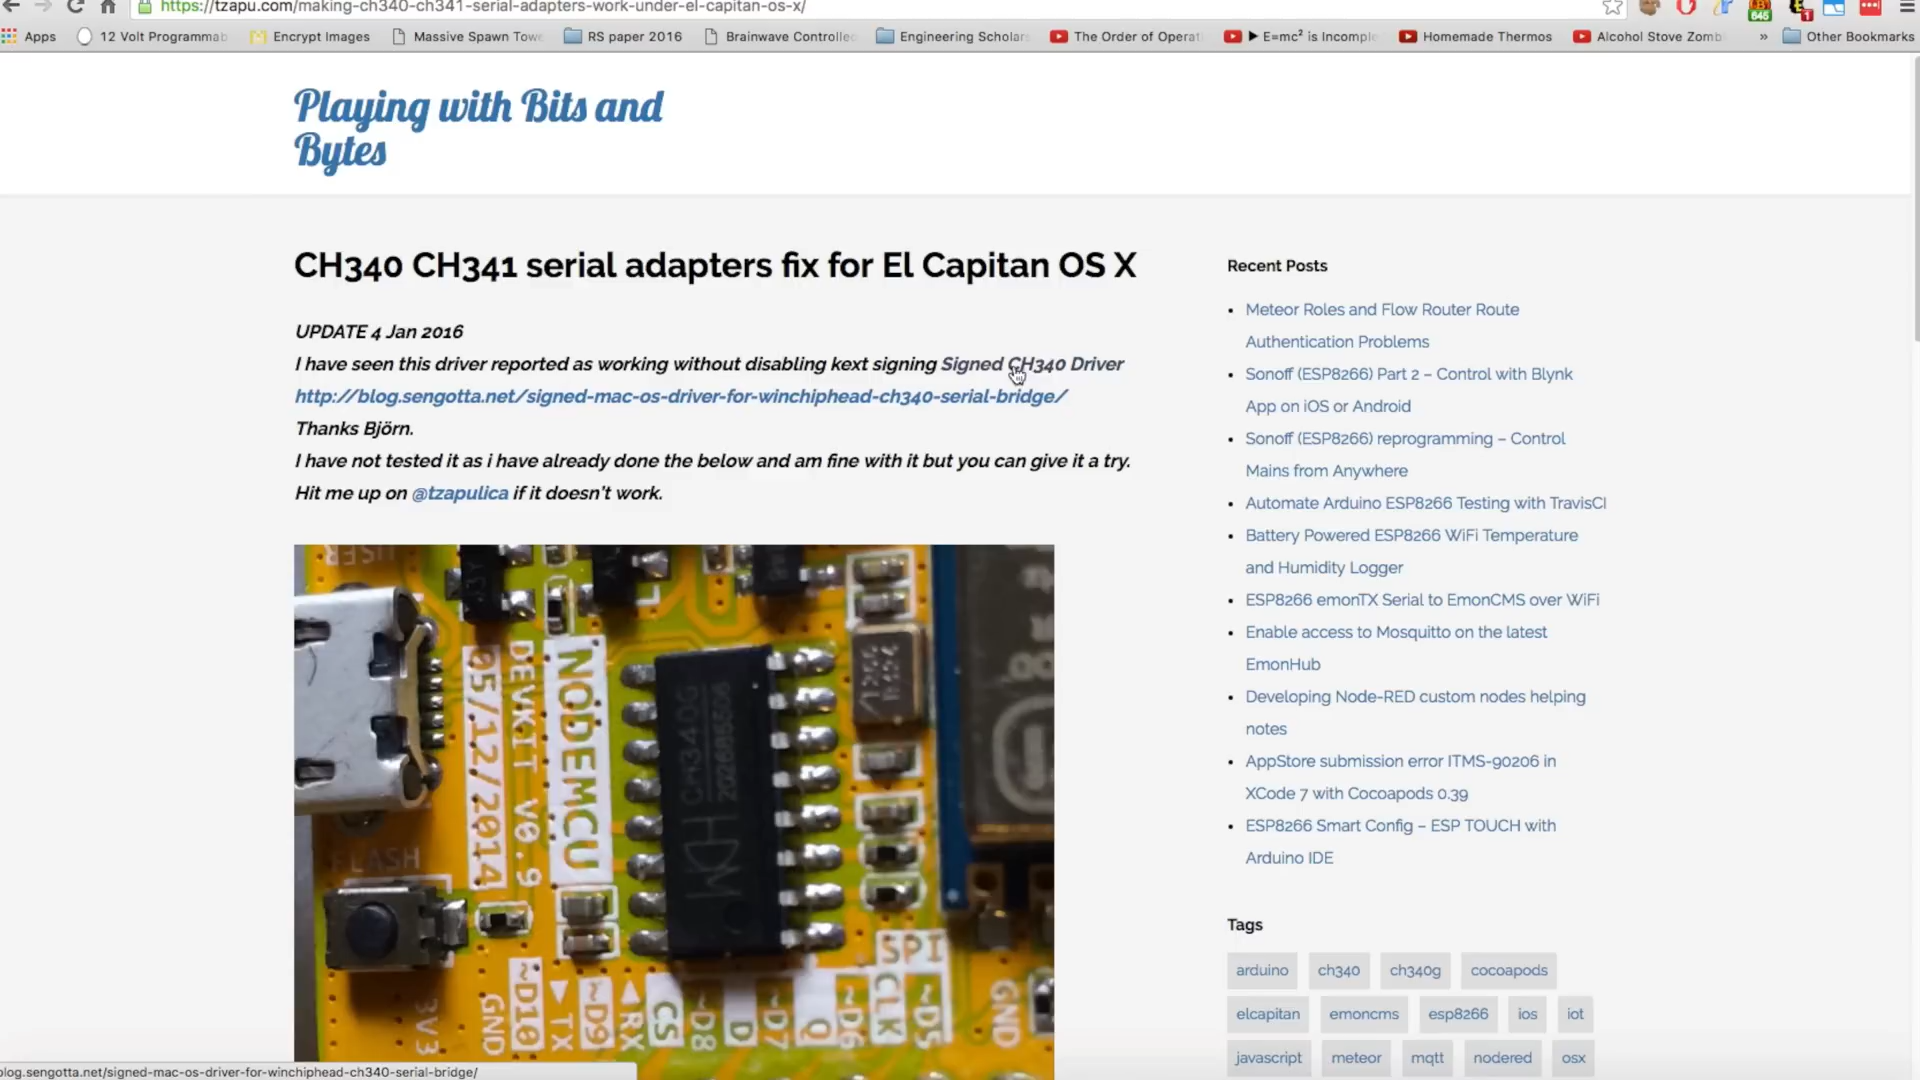 https://tzapu.com/making-ch340-ch341-serial-adapters-work-under-el-capitan-os-x/
Apps 12 Volt Programmab Encrypt Images Massive Spawn Towe RS paper 2016 Brainwave Controlle Engineering Scholar The Order of Operat ▶ E=mc² is Incomple Homemade Thermos Alcohol Stove Zomb » Other Bookmarks
Playing with Bits and
Bytes
CH340 CH341 serial adapters fix for El Capitan OS X
UPDATE 4 Jan 2016
I have seen this driver reported as working without disabling kext signing Signed CH340 Driver
http://blog.sengotta.net/signed-mac-os-driver-for-winchiphead-ch340-serial-bridge/
Thanks Björn.
I have not tested it as i have already done the below and am fine with it but you can give it a try.
Hit me up on @tzapulica if it doesn't work.
USER
05/12/2014
DEVKIT V0.9
NODEMCU
CH340G
FLASH
3V3
GND
~D10
TX
~D9
RX
CS
~D8
D
~D7
Q
~D6
CLK
SPI
~D5
GND
Recent Posts
Meteor Roles and Flow Router Route
Authentication Problems
Sonoff (ESP8266) Part 2 – Control with Blynk
App on iOS or Android
Sonoff (ESP8266) reprogramming – Control
Mains from Anywhere
Automate Arduino ESP8266 Testing with TravisCI
Battery Powered ESP8266 WiFi Temperature
and Humidity Logger
ESP8266 emonTX Serial to EmonCMS over WiFi
Enable access to Mosquitto on the latest
EmonHub
Developing Node-RED custom nodes helping
notes
AppStore submission error ITMS-90206 in
XCode 7 with Cocoapods 0.39
ESP8266 Smart Config – ESP TOUCH with
Arduino IDE
Tags
arduino ch340 ch340g cocoapods
elcapitan emoncms esp8266 ios iot
javascript meteor mqtt nodered osx
blog.sengotta.net/signed-mac-os-driver-for-winchiphead-ch340-serial-bridge/